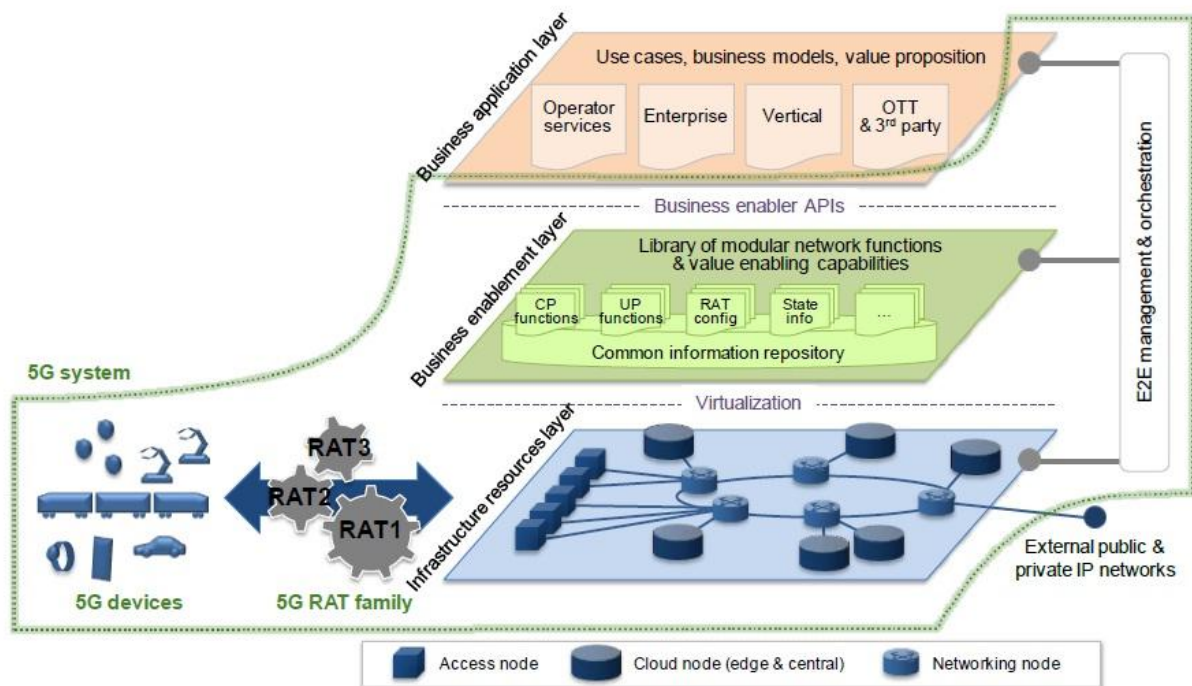 Business application layer
Use cases, business models, value proposition
Operator
services
Enterprise
Vertical
OTT
& 3rd party
Business enabler APIs
Business enablement layer
Library of modular network functions
& value enabling capabilities
CP
functions
UP
functions
RAT
config
State
info
...
Common information repository
E2E management & orchestration
5G system
Virtualization
Infrastructure resources layer
RAT3
RAT2
RAT1
5G devices
5G RAT family
External public &
private IP networks
Access node
Cloud node (edge & central)
Networking node